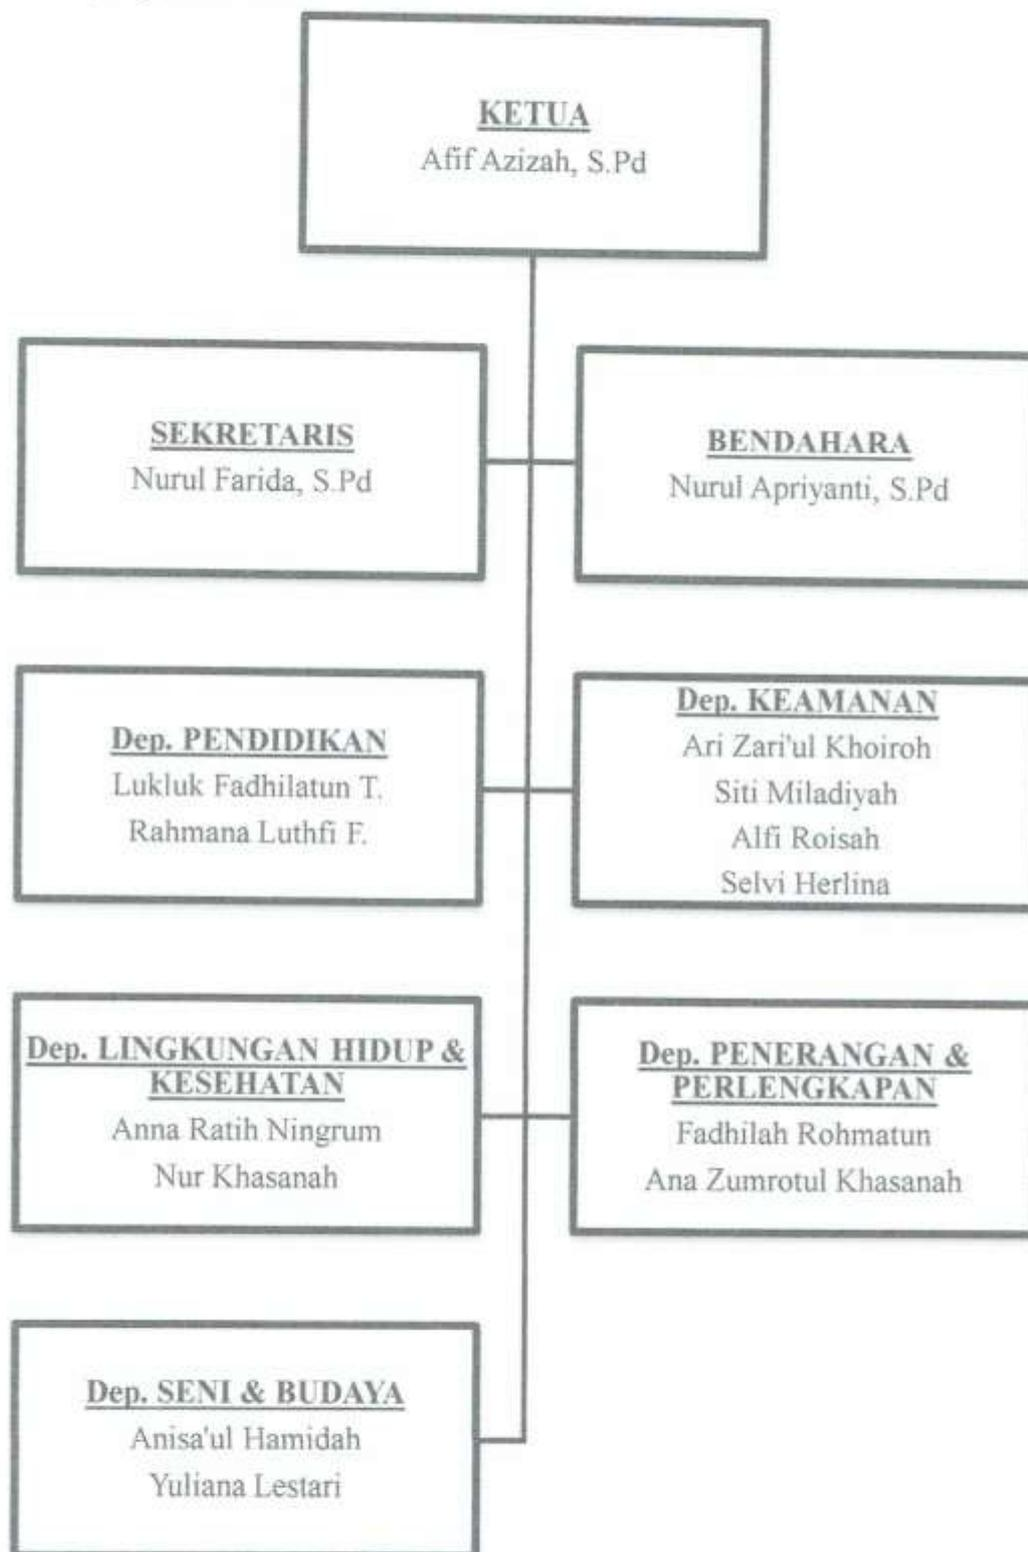 KETUA
Afif Azizah, S.Pd
SEKRETARIS
Nurul Farida, S.Pd
BENDAHARA
Nurul Apriyanti, S.Pd
Dep. PENDIDIKAN
Lukluk Fadhilatun T.
Rahmana Luthfi F.
Dep. KEAMANAN
Ari Zari'ul Khoiroh
Siti Miladiyah
Alfi Roisah
Selvi Herlina
Dep. LINGKUNGAN HIDUP &
KESEHATAN
Anna Ratih Ningrum
Nur Khasanah
Dep. PENERANGAN &
PERLENGKAPAN
Fadhilah Rohmatun
Ana Zumrotul Khasanah
Dep. SENI & BUDAYA
Anisa'ul Hamidah
Yuliana Lestari